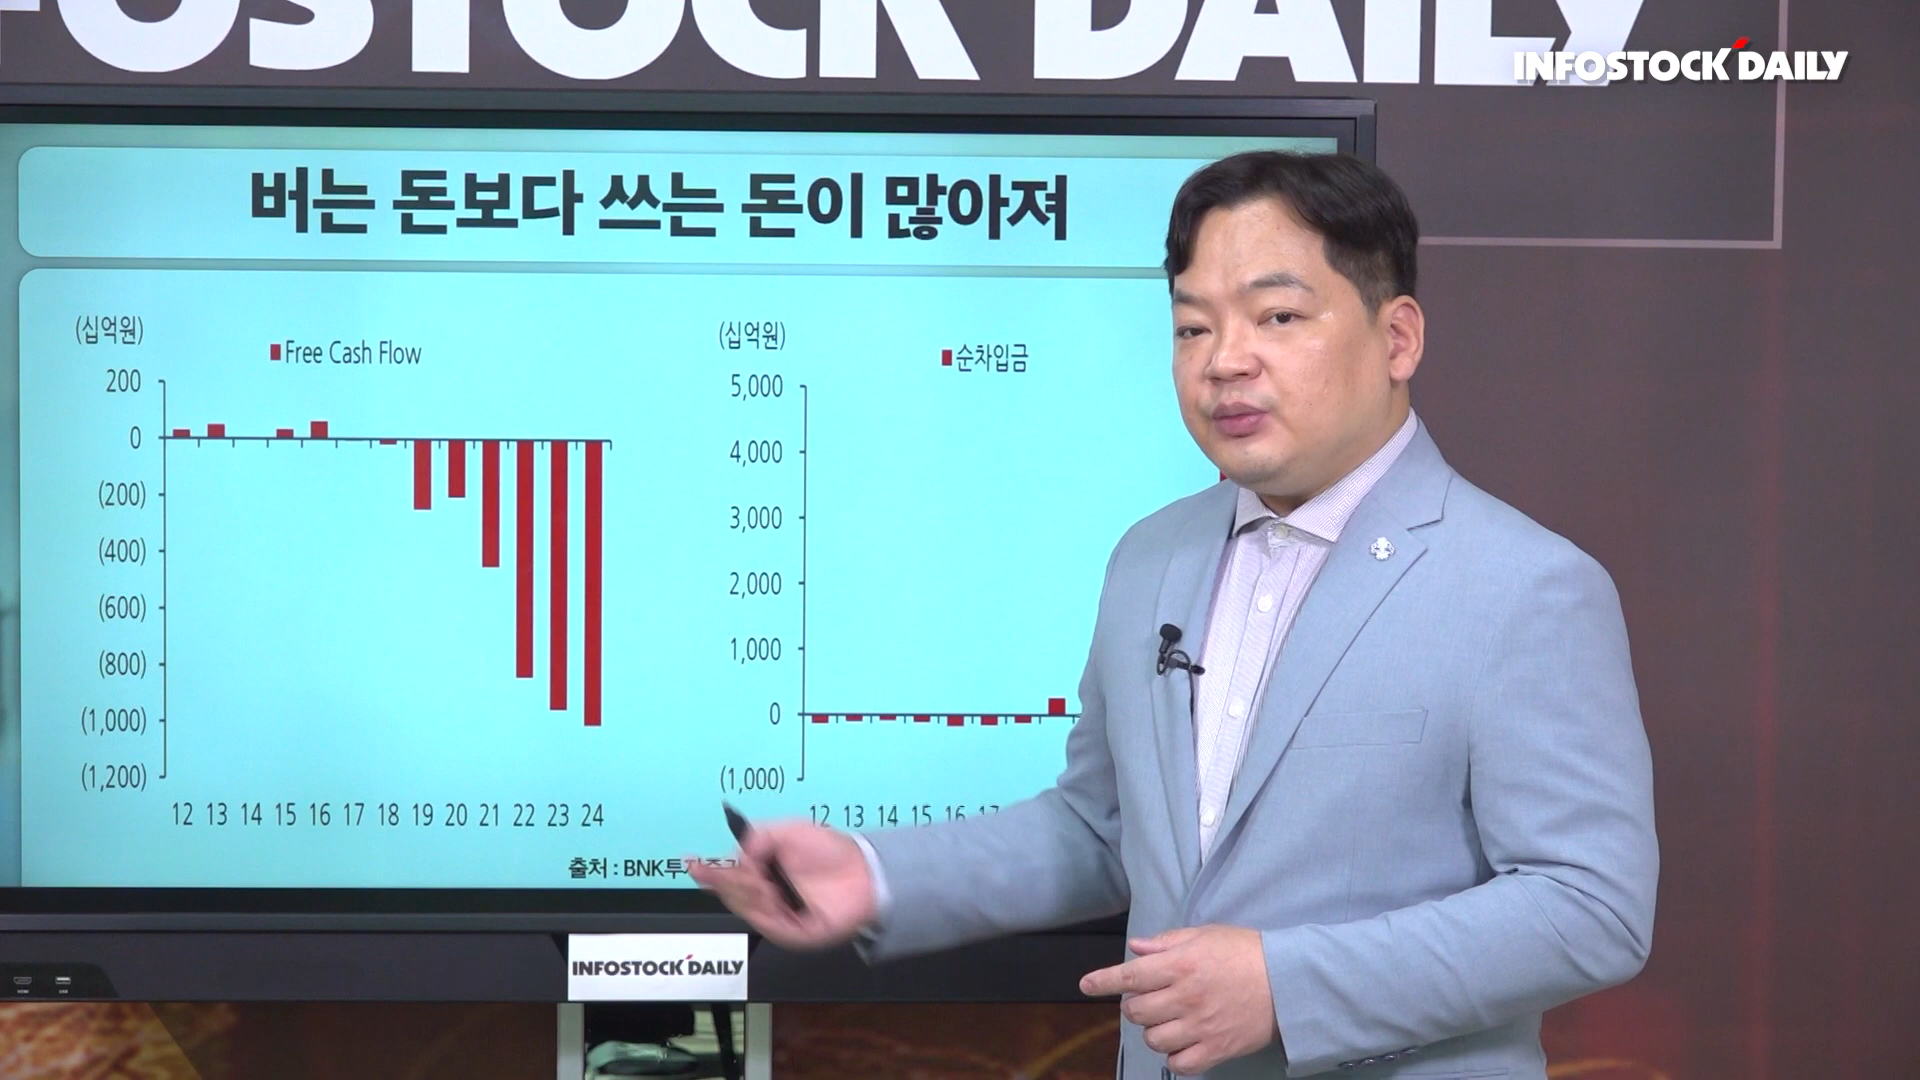 INFOSTOCK DAILY
버는 돈보다 쓰는 돈이 많아져
(십억원)
Free Cash Flow
200
0
(200)
(400)
(600)
(800)
(1,000)
(1,200)
12 13 14 15 16 17 18 19 20 21 22 23 24
(십억원)
순차입금
5,000
4,000
3,000
2,000
1,000
0
(1,000)
12 13 14 15 16 17
출처 : BNK투자증권
INFOSTOCK DAILY